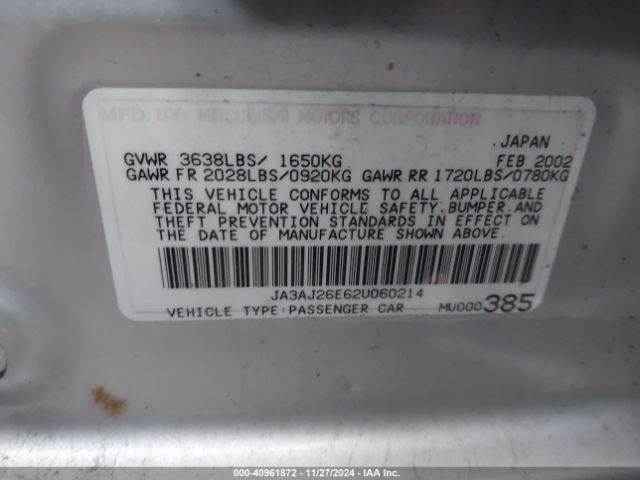 MFD. BY MITSUBISHI MOTORS CORPORATION
JAPAN
GVWR 3638LBS/ 1650KG FEB 2002
GAWR FR 2028LBS/0920KG GAWR RR 1720LBS/0780KG
THIS VEHICLE CONFORMS TO ALL APPLICABLE
FEDERAL MOTOR VEHICLE SAFETY,BUMPER,AND
THEFT PREVENTION STANDARDS IN EFFECT ON
THE DATE OF MANUFACTURE SHOWN ABOVE.
JA3AJ26E62U060214
VEHICLE TYPE:PASSENGER CAR MU000385
000-40961872 - 11/27/2024 - IAAI.com